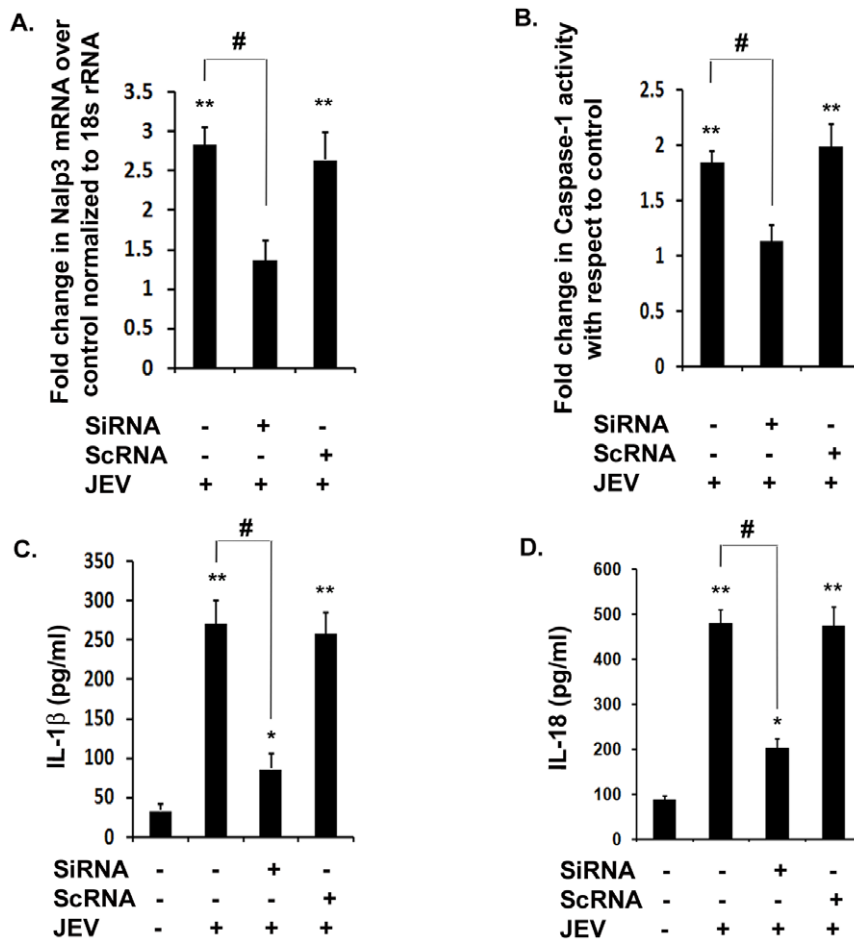 A.
#
Fold change in Nalp3 mRNA over
control normalized to 18s rRNA
3.5
3
2.5
2
1.5
1
0.5
0
** **
SiRNA - + -
ScRNA - - +
JEV + + +
B.
#
Fold change in Caspase-1 activity
with respect to control
2.5
2
1.5
1
0.5
0
** **
SiRNA - + -
ScRNA - - +
JEV + + +
C.
#
IL-1β (pg/ml)
350
300
250
200
150
100
50
0
** * **
SiRNA - - + -
ScRNA - - - +
JEV - + + +
D.
#
IL-18 (pg/ml)
600
500
400
300
200
100
0
** * **
SiRNA - - + -
ScRNA - - - +
JEV - + + +